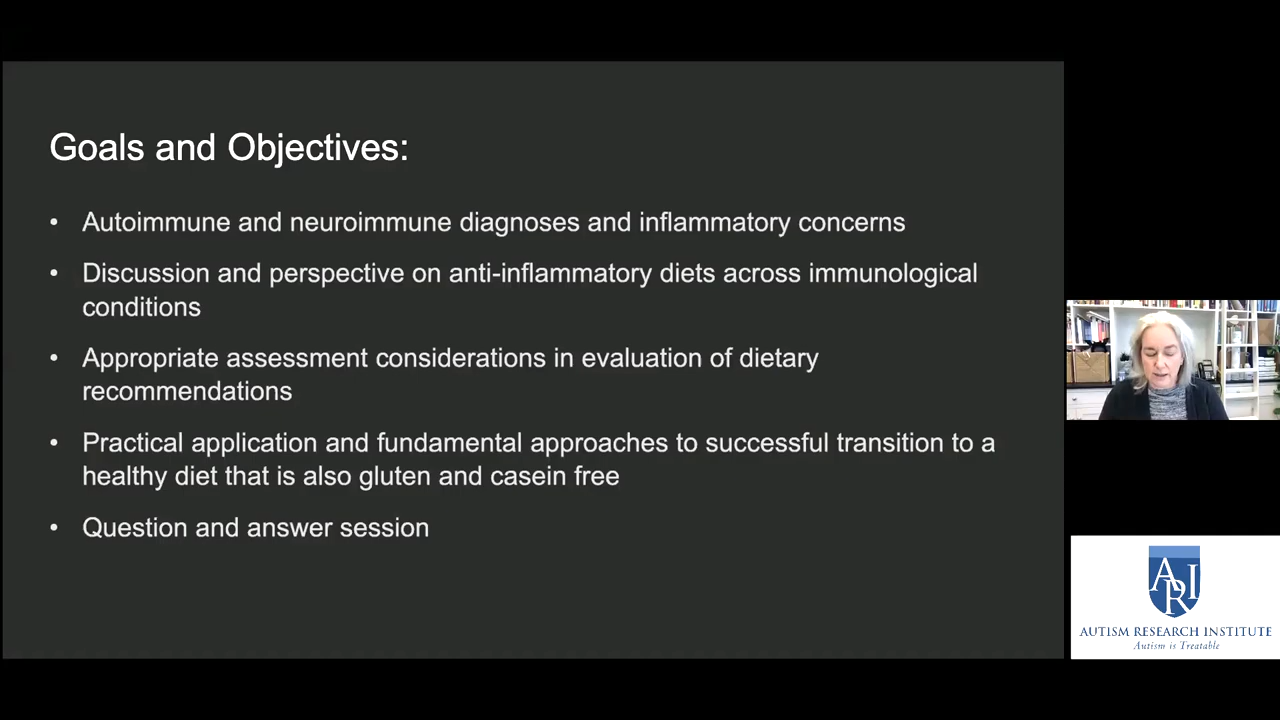 Goals and Objectives:
• Autoimmune and neuroimmune diagnoses and inflammatory concerns
• Discussion and perspective on anti-inflammatory diets across immunological
conditions
• Appropriate assessment considerations in evaluation of dietary
recommendations
• Practical application and fundamental approaches to successful transition to a
healthy diet that is also gluten and casein free
• Question and answer session
ARI
AUTISM RESEARCH INSTITUTE
Autism is Treatable